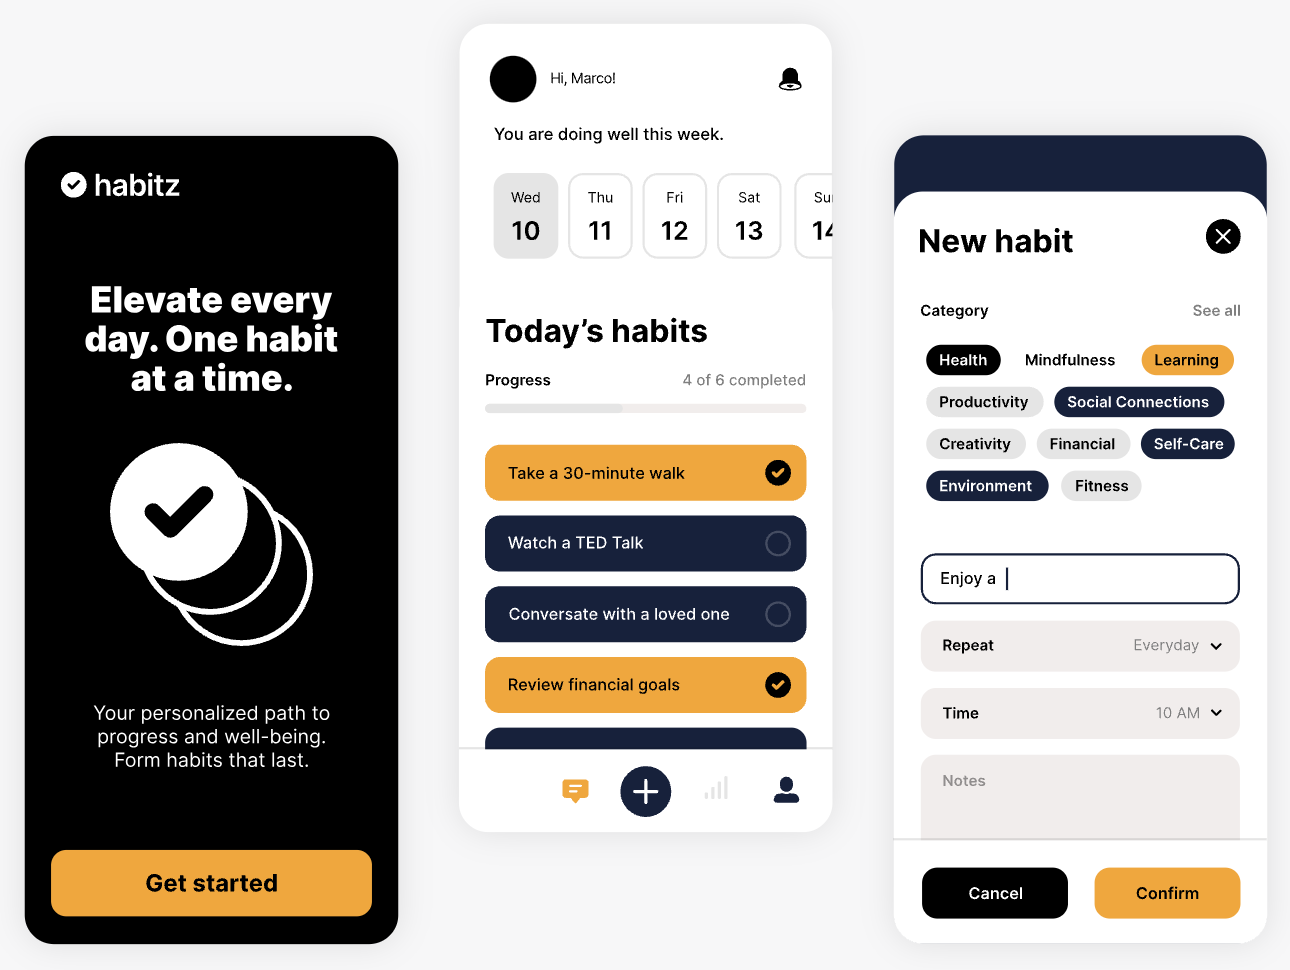 habitz
Elevate every
day. One habit
at a time.
Your personalized path to
progress and well-being.
Form habits that last.
Get started
Hi, Marco!
You are doing well this week.
Wed Thu Fri Sat
10 11 12 13
Today’s habits
Progress 4 of 6 completed
Take a 30-minute walk
Watch a TED Talk
Conversate with a loved one
Review financial goals
New habit
Category See all
Health Mindfulness Learning
Productivity Social Connections
Creativity Financial Self-Care
Environment Fitness
Enjoy a
Repeat Everyday
Time 10 AM
Notes
Cancel Confirm